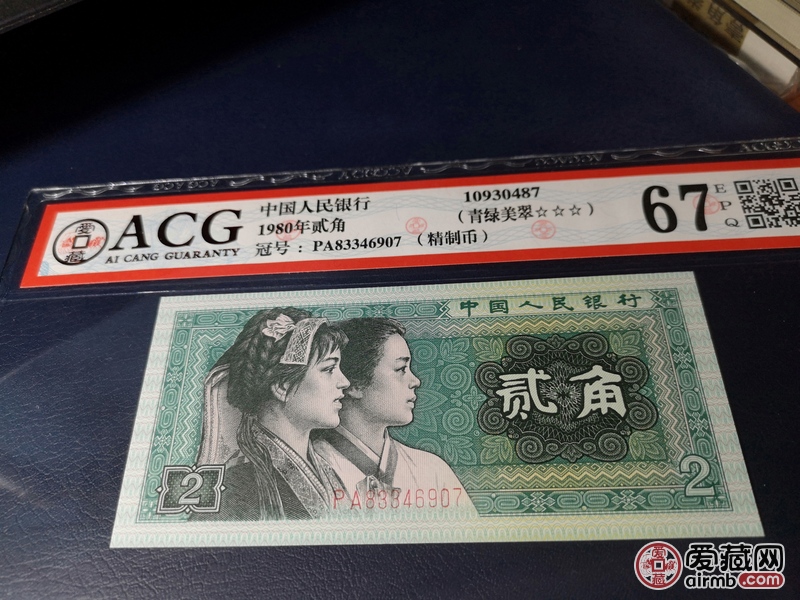 ACG
AI CANG GUARANTY
爱
藏
中国人民银行
1980年贰角
冠号：PA83346907 （精制币）
10930487
（青绿美翠☆☆☆）
67
E
P
Q
中国人民银行
贰角
2
PA83346907
2
爱藏网
airmb.com